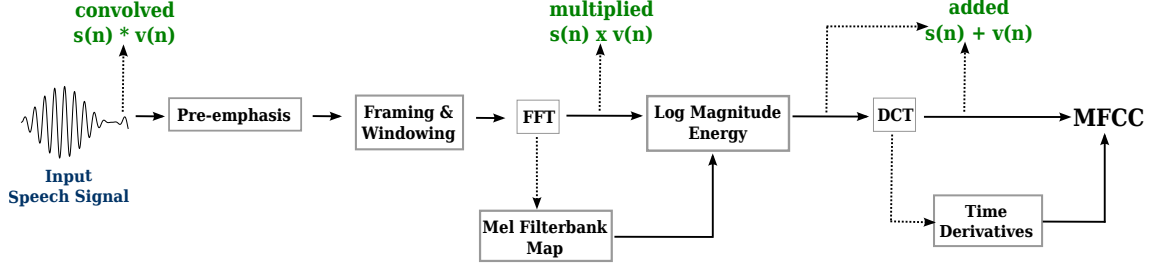 convolved
s(n) * v(n)
multiplied
s(n) x v(n)
added
s(n) + v(n)
Input
Speech Signal
Pre-emphasis
Framing &
Windowing
FFT
Mel Filterbank
Map
Log Magnitude
Energy
DCT
Time
Derivatives
MFCC